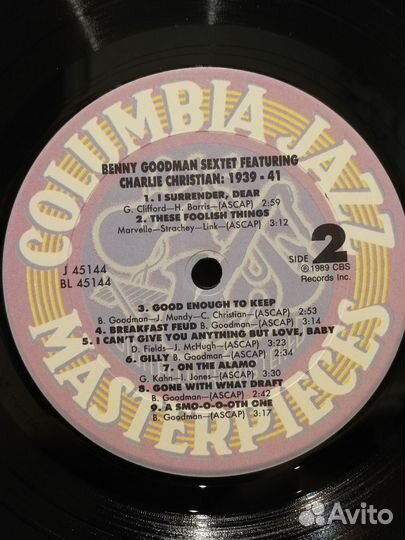 COLUMBIA JAZZ
BENNY GOODMAN SEXTET FEATURING
CHARLIE CHRISTIAN: 1939 - 41
1. I SURRENDER, DEAR
G. Clifford—H. Barris—(ASCAP) 2:59
2. THESE FOOLISH THINGS
Marvelle—Strachey—Link—(ASCAP) 3:12
J 45144
BL 45144
SIDE 2
℗ 1989 CBS
Records Inc.
3. GOOD ENOUGH TO KEEP
B. Goodman—J. Mundy—C. Christian—(ASCAP) 2:53
4. BREAKFAST FEUD B. Goodman—(ASCAP) 3:14
5. I CAN'T GIVE YOU ANYTHING BUT LOVE, BABY
D. Fields—J. McHugh—(ASCAP) 3:23
6. GILLY B. Goodman—(ASCAP) 2:34
7. ON THE ALAMO
G. Kahn—I. Jones—(ASCAP) 3:30
8. GONE WITH WHAT DRAFT
B. Goodman—(ASCAP) 2:42
9. A SMO-O-O-OTH ONE
B. Goodman—(ASCAP) 3:17
MASTERPIECES
Avito